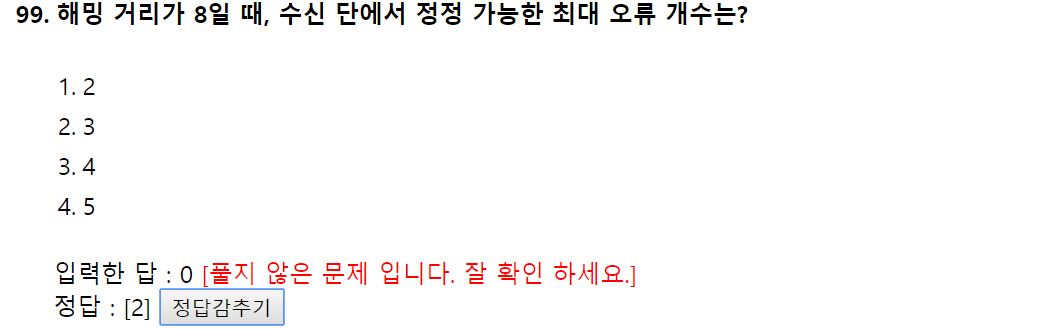 99. 해밍 거리가 8일 때, 수신 단에서 정정 가능한 최대 오류 개수는?
1. 2
2. 3
3. 4
4. 5
입력한 답 : 0 [풀지 않은 문제 입니다. 잘 확인 하세요.]
정답 : [2] 정답감추기